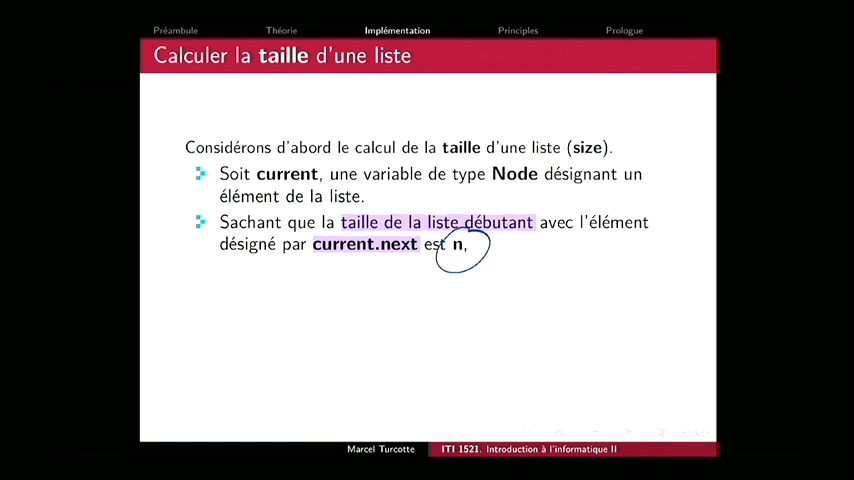 Préambule Théorie Implémentation Principles Prologue
Calculer la taille d'une liste
Considérons d'abord le calcul de la taille d'une liste (size).
Soit current, une variable de type Node désignant un
élément de la liste.
Sachant que la taille de la liste débutant avec l'élément
désigné par current.next est n,
Marcel Turcotte ITI 1521. Introduction à l'informatique II